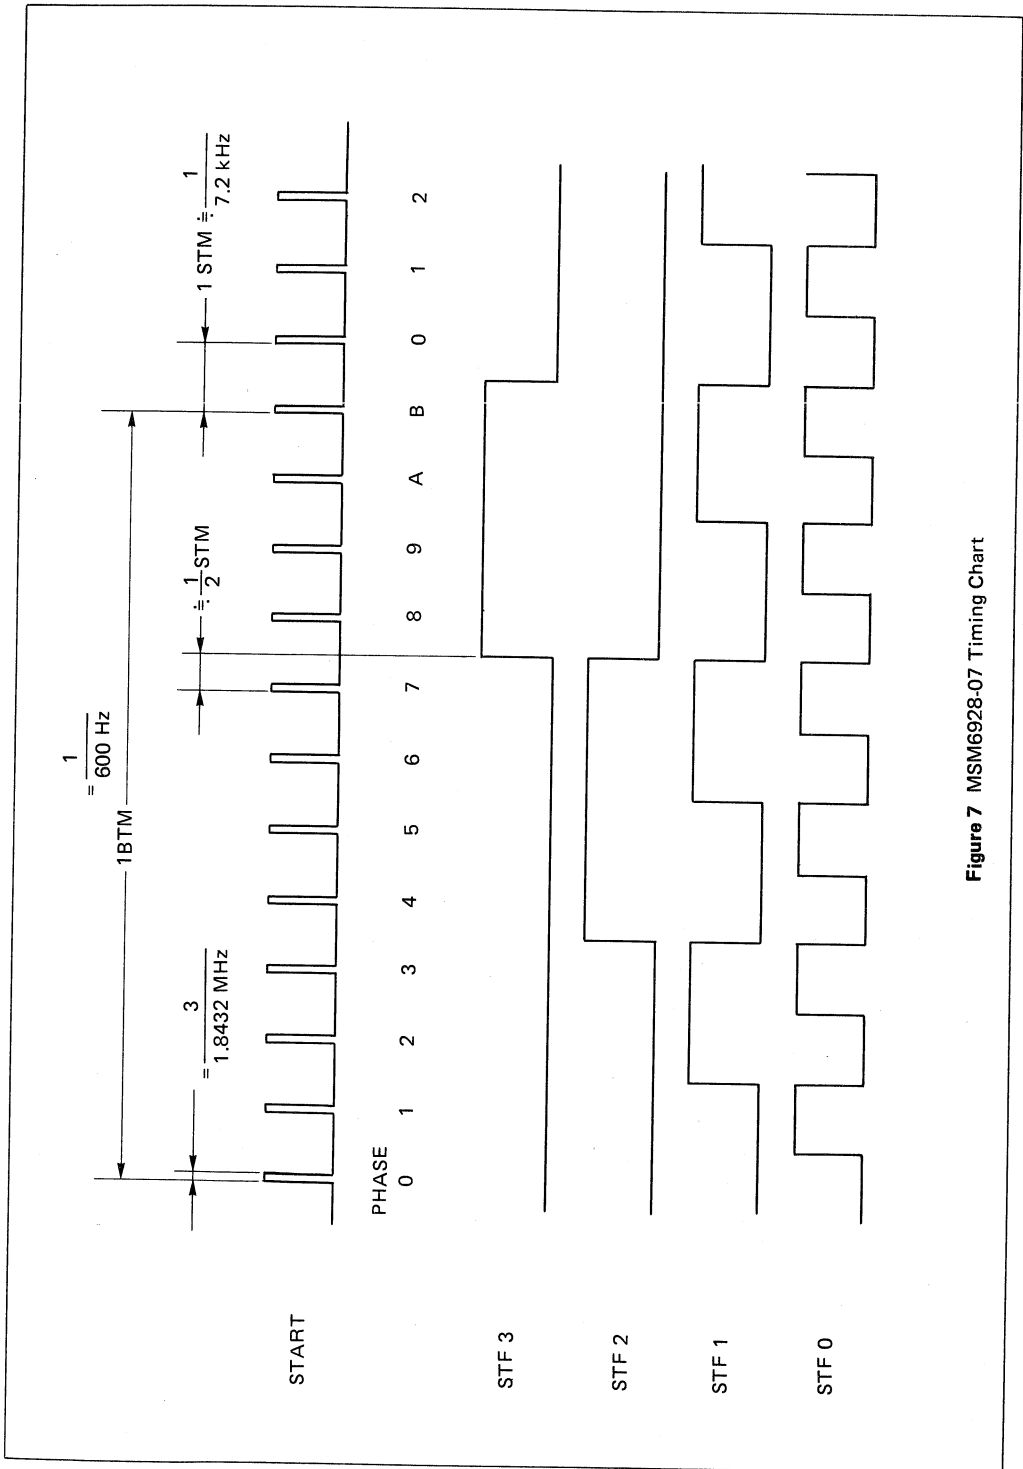 = 1/600 Hz
1BTM
= 3/1.8432 MHz
≒ 1/2 STM
1 STM ≒ 1/7.2 kHz
START
PHASE
0 1 2 3 4 5 6 7 8 9 A B 0 1 2
STF 3
STF 2
STF 1
STF 0
Figure 7 MSM6928-07 Timing Chart